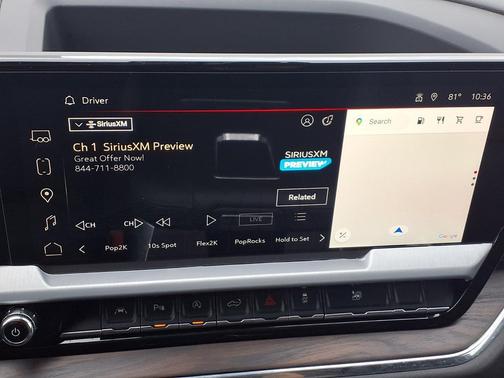 Driver
81° 10:36
SiriusXM
Ch 1 SiriusXM Preview
Great Offer Now!
844-711-8800
SIRIUSXM
PREVIEW
Related
CH CH LIVE
Pop2K 10s Spot Flex2K PopRocks Hold to Set
Search
Google